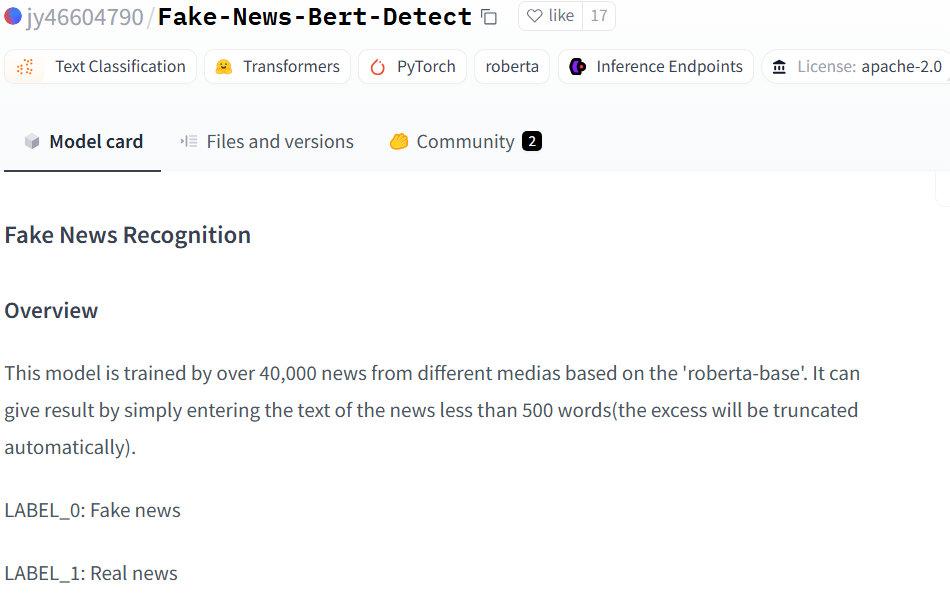 jy46604790/Fake-News-Bert-Detect like 17
Text Classification Transformers PyTorch roberta Inference Endpoints License: apache-2.0
Model card Files and versions Community 2
Fake News Recognition
Overview
This model is trained by over 40,000 news from different medias based on the 'roberta-base'. It can
give result by simply entering the text of the news less than 500 words(the excess will be truncated
automatically).
LABEL_0: Fake news
LABEL_1: Real news